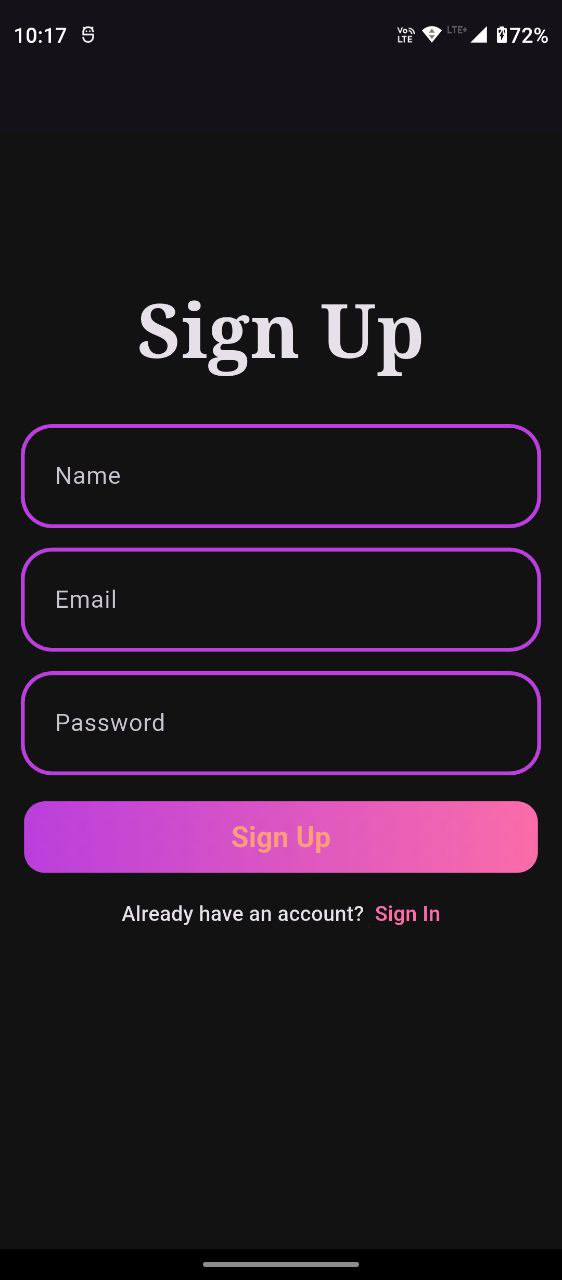 10:17 Vo LTE LTE+ 72%
Sign Up
Name
Email
Password
Sign Up
Already have an account? Sign In